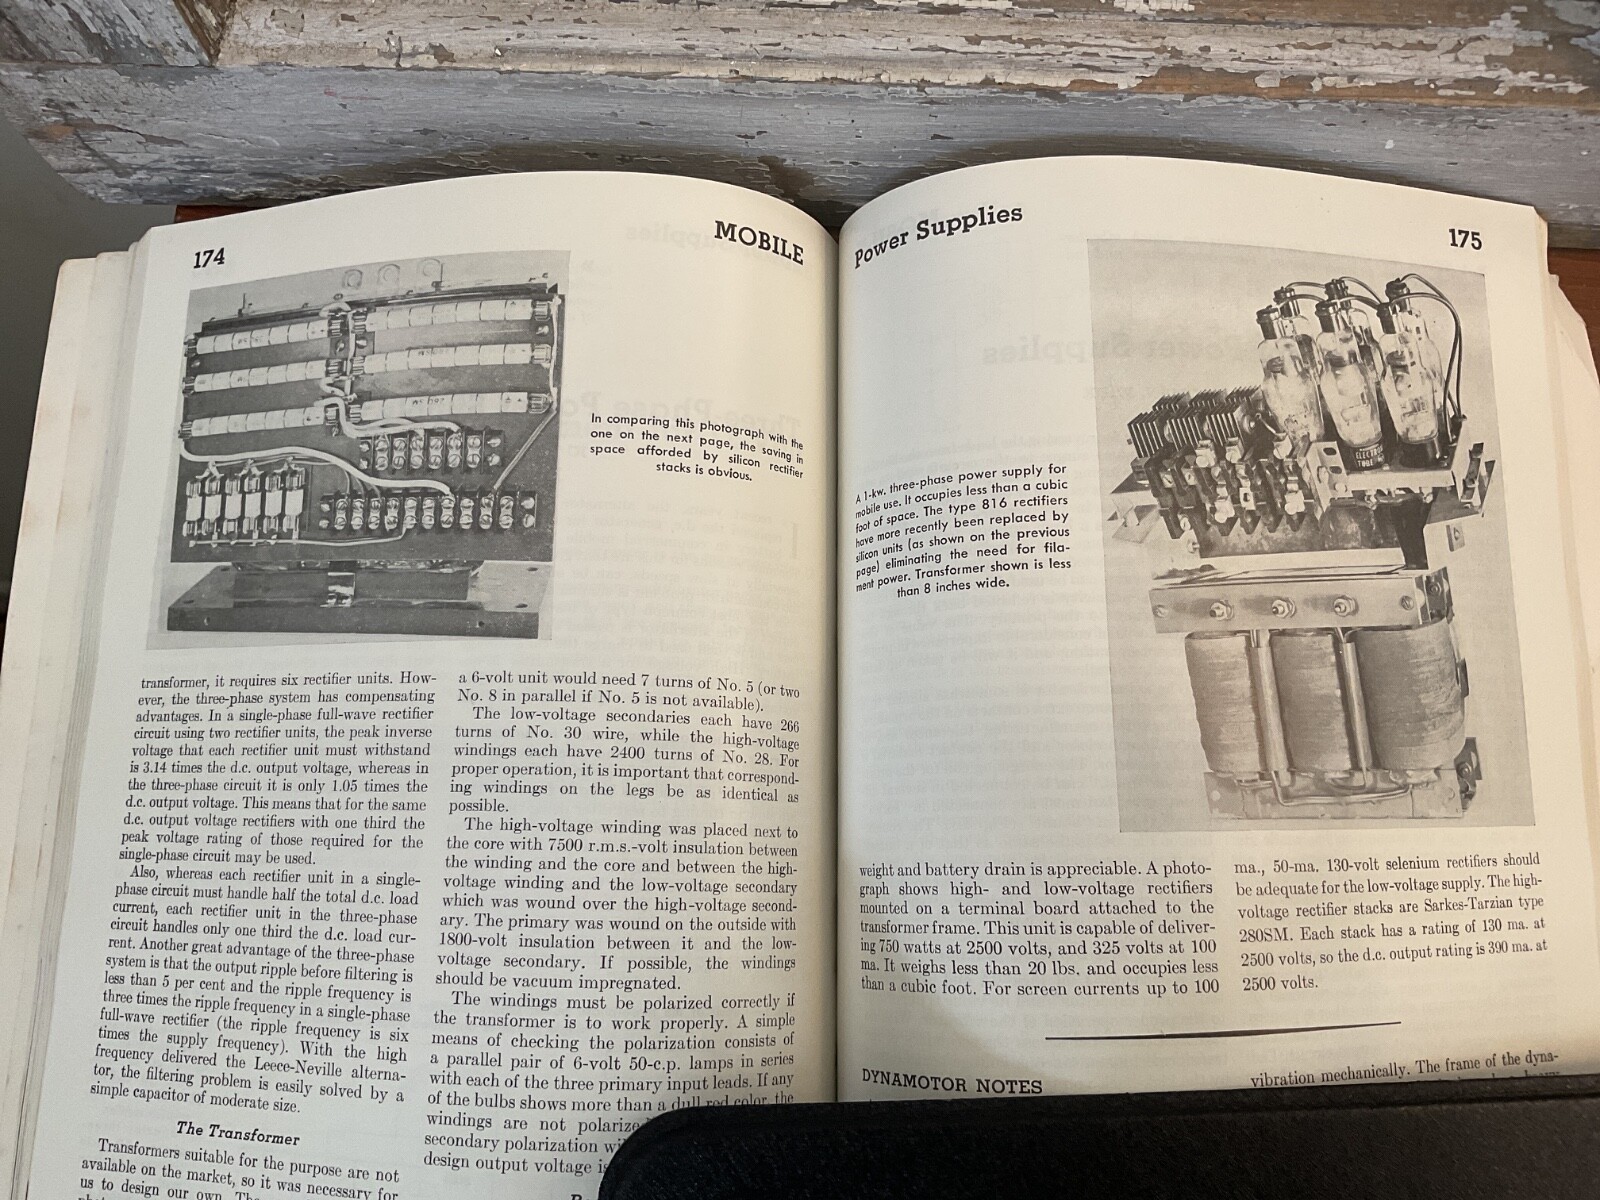 174
MOBILE
In comparing this photograph with the
one on the next page, the saving in
space afforded by silicon rectifier
stacks is obvious.
transformer, it requires six rectifier units. How-
ever, the three-phase system has compensating
advantages. In a single-phase full-wave rectifier
circuit using two rectifier units, the peak inverse
voltage that each rectifier unit must withstand
is 3.14 times the d.c. output voltage, whereas in
the three-phase circuit it is only 1.05 times the
d.c. output voltage. This means that for the same
d.c. output voltage rectifiers with one third the
peak voltage rating of those required for the
single-phase circuit may be used.
Also, whereas each rectifier unit in a single-
phase circuit must handle half the total d.c. load
current, each rectifier unit in the three-phase
circuit handles only one third the d.c. load cur-
rent. Another great advantage of the three-phase
system is that the output ripple before filtering is
less than 5 per cent and the ripple frequency is
three times the ripple frequency in a single-phase
full-wave rectifier (the ripple frequency is six
times the supply frequency). With the high
frequency delivered the Leece-Neville alterna-
tor, the filtering problem is easily solved by a
simple capacitor of moderate size.
The Transformer
Transformers suitable for the purpose are not
available on the market, so it was necessary for
us to design our own.
a 6-volt unit would need 7 turns of No. 5 (or two
No. 8 in parallel if No. 5 is not available).
The low-voltage secondaries each have 266
turns of No. 30 wire, while the high-voltage
windings each have 2400 turns of No. 28. For
proper operation, it is important that correspond-
ing windings on the legs be as identical as
possible.
The high-voltage winding was placed next to
the core with 7500 r.m.s.-volt insulation between
the winding and the core and between the high-
voltage winding and the low-voltage secondary
which was wound over the high-voltage second-
ary. The primary was wound on the outside with
1800-volt insulation between it and the low-
voltage secondary. If possible, the windings
should be vacuum impregnated.
The windings must be polarized correctly if
the transformer is to work properly. A simple
means of checking the polarization consists of
a parallel pair of 6-volt 50-c.p. lamps in series
with each of the three primary input leads. If any
of the bulbs shows more than a dull red color the
windings are not
secondary polarization
design output voltage is
Power Supplies
175
A 1-kw. three-phase power supply for
mobile use. It occupies less than a cubic
foot of space. The type 816 rectifiers
have more recently been replaced by
silicon units (as shown on the previous
page) eliminating the need for fila-
ment power. Transformer shown is less
than 8 inches wide.
weight and battery drain is appreciable. A photo-
graph shows high- and low-voltage rectifiers
mounted on a terminal board attached to the
transformer frame. This unit is capable of deliver-
ing 750 watts at 2500 volts, and 325 volts at 100
ma. It weighs less than 20 lbs. and occupies less
than a cubic foot. For screen currents up to 100
ma., 50-ma. 130-volt selenium rectifiers should
be adequate for the low-voltage supply. The high-
voltage rectifier stacks are Sarkes-Tarzian type
280SM. Each stack has a rating of 130 ma. at
2500 volts, so the d.c. output rating is 390 ma. at
2500 volts.
DYNAMOTOR NOTES
vibration mechanically. The frame of the dyna-